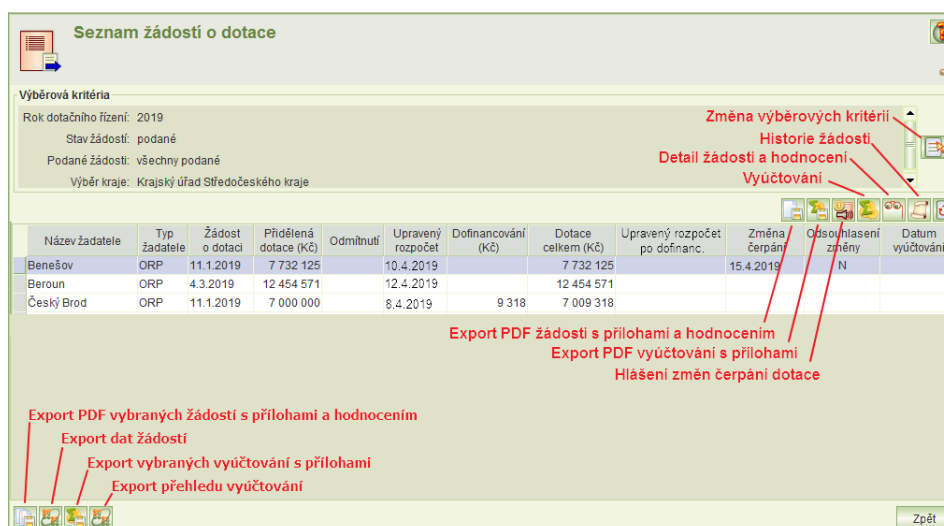 Seznam žádostí o dotace
Výběrová kritéria
Rok dotačního řízení: 2019
Stav žádostí: podané
Podané žádosti: všechny podané
Výběr kraje: Krajský úřad Středočeského kraje
Změna výběrových kritérií
Historie žádosti
Detail žádosti a hodnocení
Vyúčtování
Název žadatele Typ žadatele Žádost o dotaci Přidělená dotace (Kč) Odmítnutí Upravený rozpočet Dofinancování (Kč) Dotace celkem (Kč) Upravený rozpočet po dofinanc. Změna čerpání Odsouhlasení změny Datum vyúčtování
Benešov ORP 11.1.2019 7 732 125 10.4.2019 7 732 125 15.4.2019 N
Beroun ORP 4.3.2019 12 454 571 12.4.2019 12 454 571
Český Brod ORP 11.1.2019 7 000 000 8.4.2019 9 318 7 009 318
Export PDF žádosti s přílohami a hodnocením
Export PDF vyúčtování s přílohami
Hlášení změn čerpání dotace
Export PDF vybraných žádostí s přílohami a hodnocením
Export dat žádostí
Export vybraných vyúčtování s přílohami
Export přehledu vyúčtování
Zpět